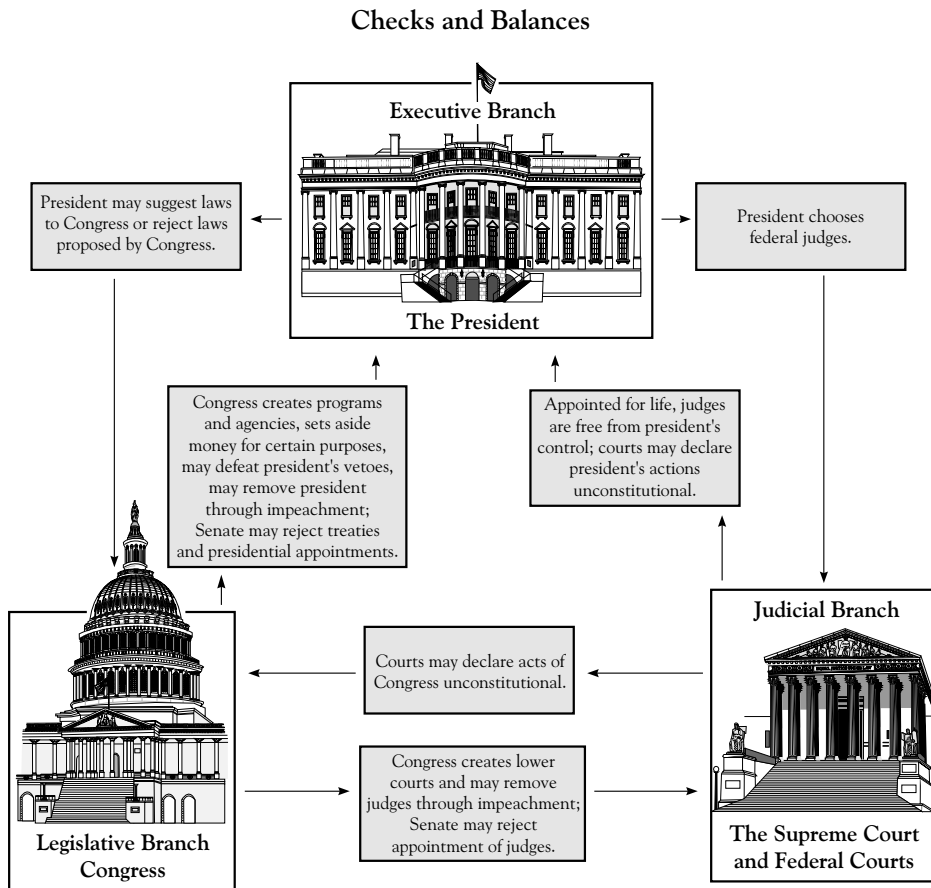 Checks and Balances
Executive Branch
The President
President may suggest laws
to Congress or reject laws
proposed by Congress.
President chooses
federal judges.
Congress creates programs
and agencies, sets aside
money for certain purposes,
may defeat president's vetoes,
may remove president
through impeachment;
Senate may reject treaties
and presidential appointments.
Appointed for life, judges
are free from president's
control; courts may declare
president's actions
unconstitutional.
Judicial Branch
Courts may declare acts of
Congress unconstitutional.
Congress creates lower
courts and may remove
judges through impeachment;
Senate may reject
appointment of judges.
Legislative Branch
Congress
The Supreme Court
and Federal Courts